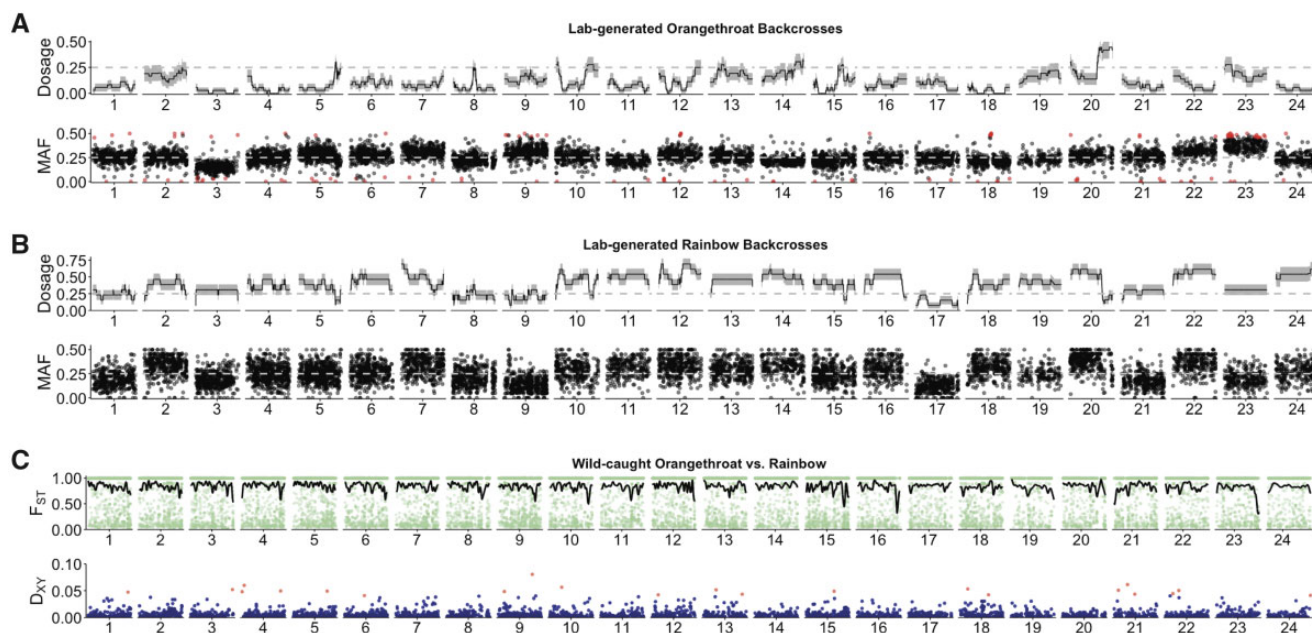 A
Lab-generated Orangethroat Backcrosses
Dosage
0.50
0.25
0.00
1 2 3 4 5 6 7 8 9 10 11 12 13 14 15 16 17 18 19 20 21 22 23 24
MAF
0.50
0.25
0.00
1 2 3 4 5 6 7 8 9 10 11 12 13 14 15 16 17 18 19 20 21 22 23 24
B
Lab-generated Rainbow Backcrosses
Dosage
0.75
0.50
0.25
0.00
1 2 3 4 5 6 7 8 9 10 11 12 13 14 15 16 17 18 19 20 21 22 23 24
MAF
0.50
0.25
0.00
1 2 3 4 5 6 7 8 9 10 11 12 13 14 15 16 17 18 19 20 21 22 23 24
C
Wild-caught Orangethroat vs. Rainbow
FST
1.00
0.50
0.00
1 2 3 4 5 6 7 8 9 10 11 12 13 14 15 16 17 18 19 20 21 22 23 24
DXY
0.10
0.05
0.00
1 2 3 4 5 6 7 8 9 10 11 12 13 14 15 16 17 18 19 20 21 22 23 24